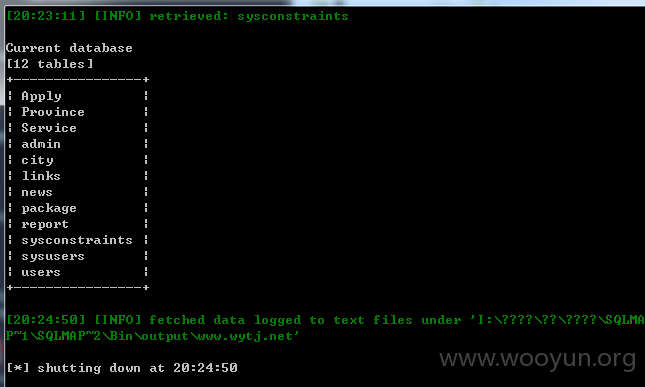 [20:23:11] [INFO] retrieved: sysconstraints
Current database
[12 tables]
+----------------+
| Apply          |
| Province       |
| Service        |
| admin          |
| city           |
| links          |
| news           |
| package        |
| report         |
| sysconstraints |
| sysusers       |
| users          |
+----------------+
[20:24:50] [INFO] fetched data logged to text files under 'I:\????\??\????\SQLMA
P~1\SQLMAP~2\Bin\output\www.wytj.net'
www.wooyun.org
[*] shutting down at 20:24:50